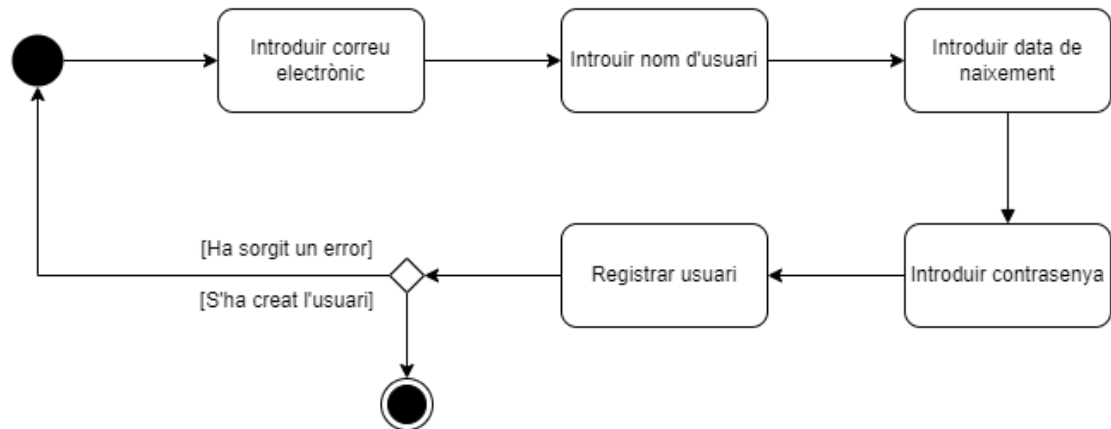 Introduir correu
electrònic
Introuir nom d'usuari
Introduir data de
naixement
[Ha sorgit un error]
[S'ha creat l'usuari]
Registrar usuari
Introduir contrasenya